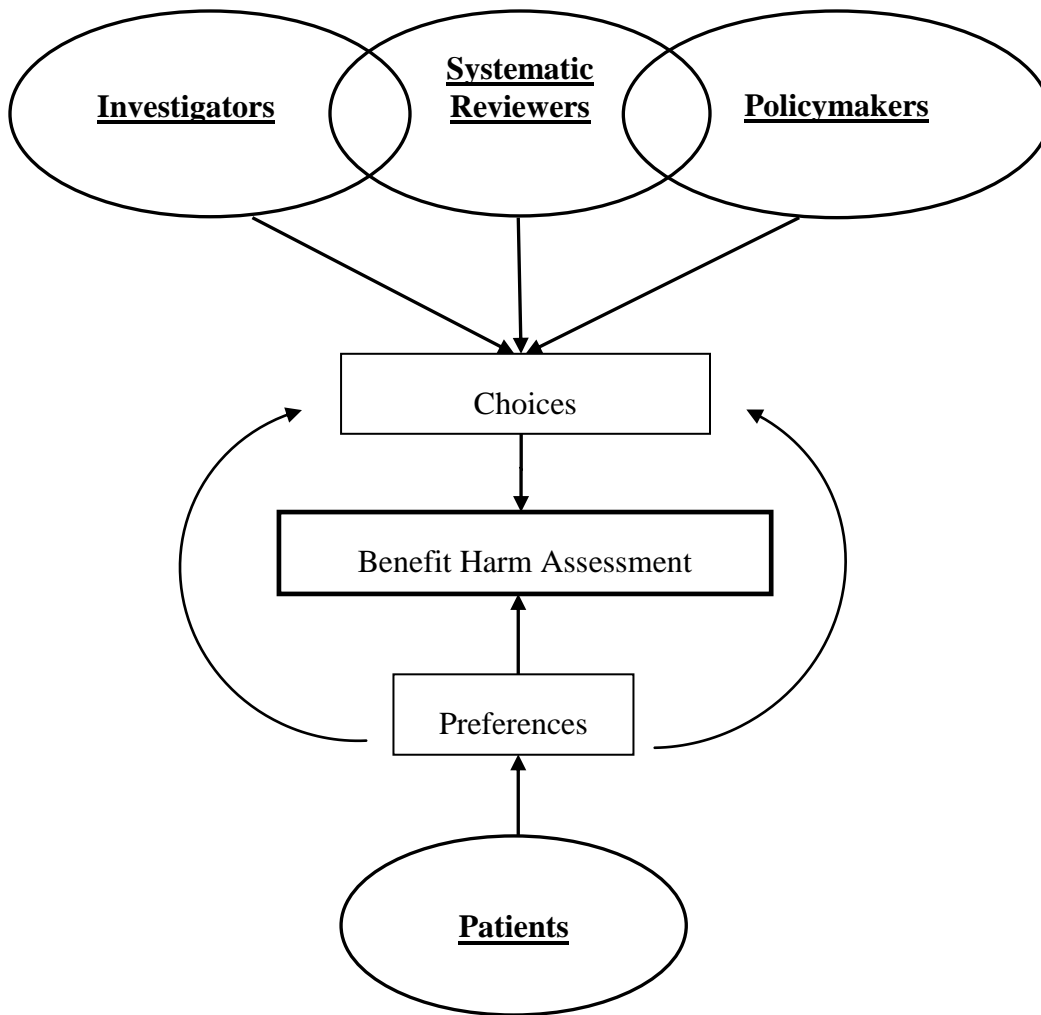 Investigators
Systematic
Reviewers
Policymakers
Choices
Benefit Harm Assessment
Preferences
Patients